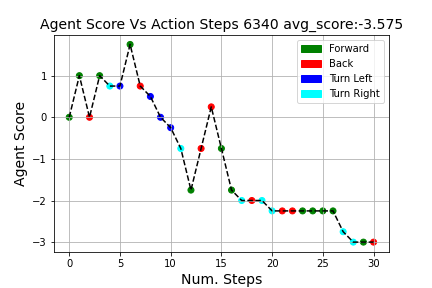 Agent Score Vs Action Steps 6340 avg_score:-3.575
Forward
Back
Turn Left
Turn Right
Agent Score
1
0
−1
−2
−3
0
5
10
15
20
25
30
Num. Steps